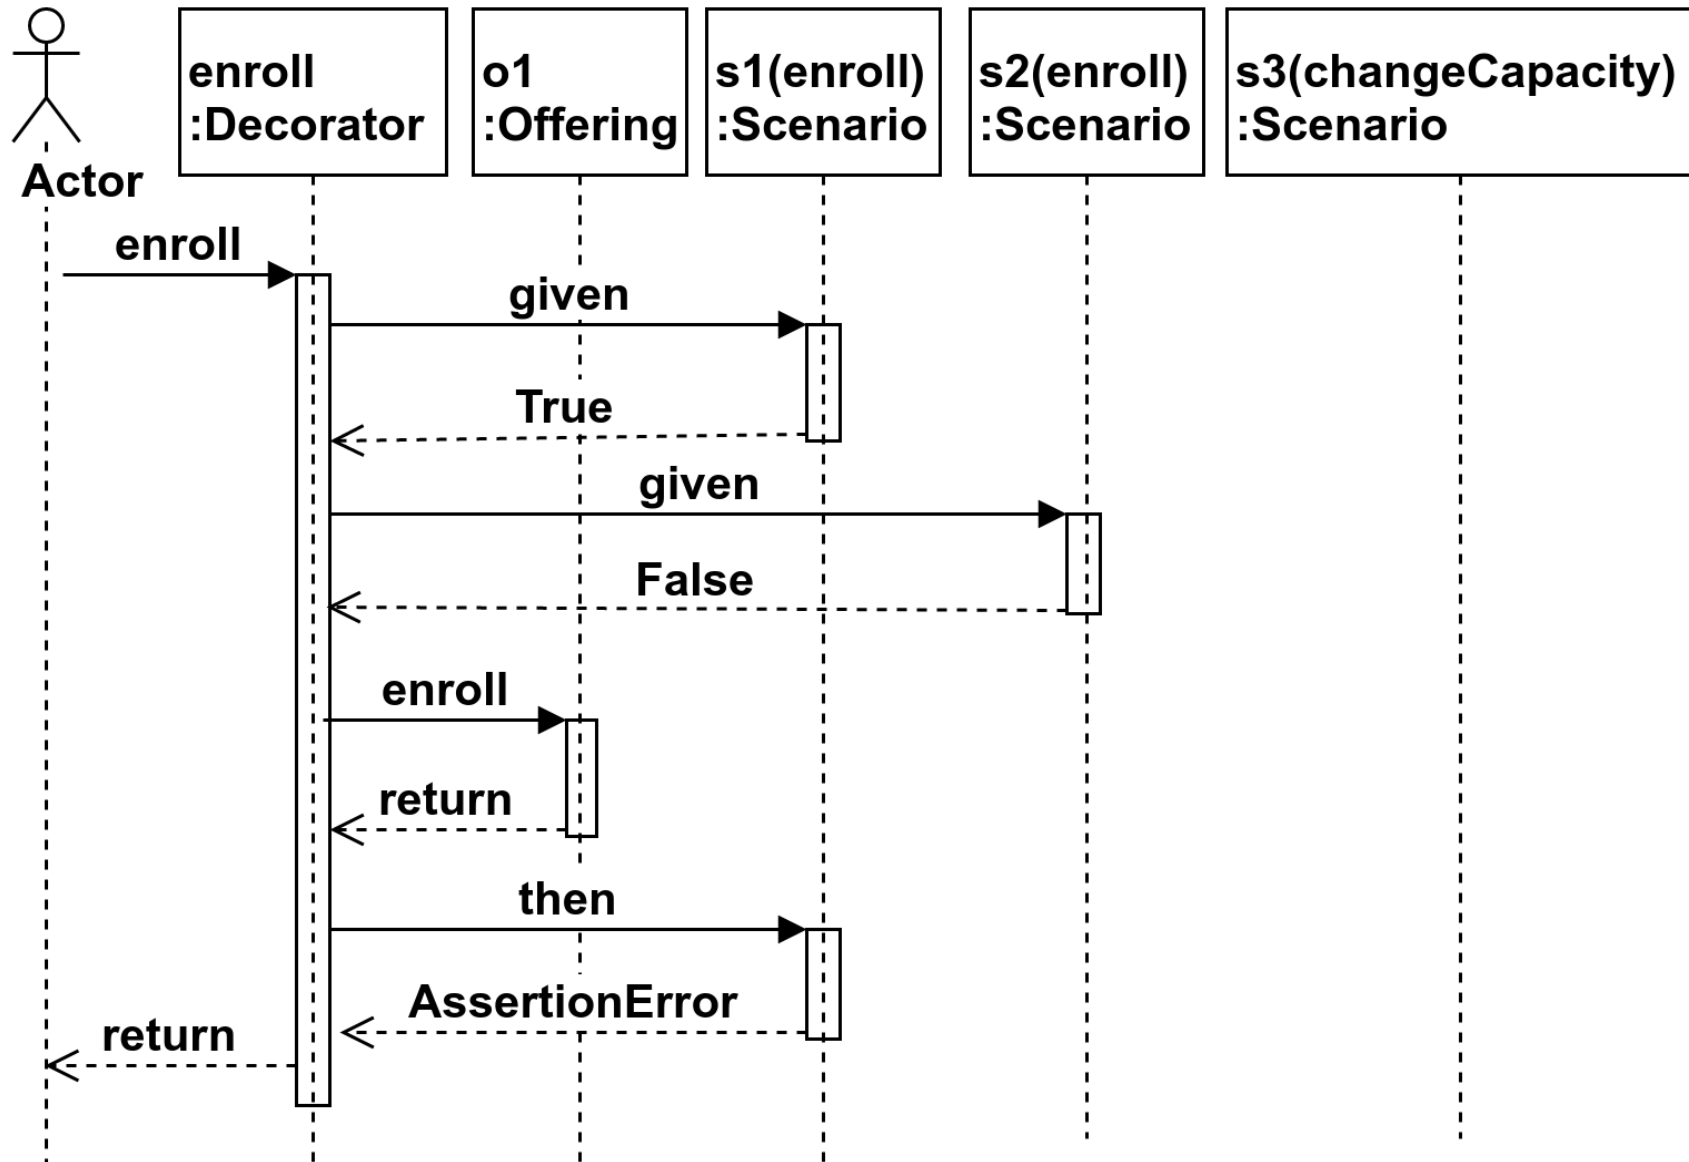 enroll
:Decorator
o1
:Offering
s1(enroll)
:Scenario
s2(enroll)
:Scenario
s3(changeCapacity)
:Scenario
Actor
enroll
given
True
given
False
enroll
return
then
AssertionError
return